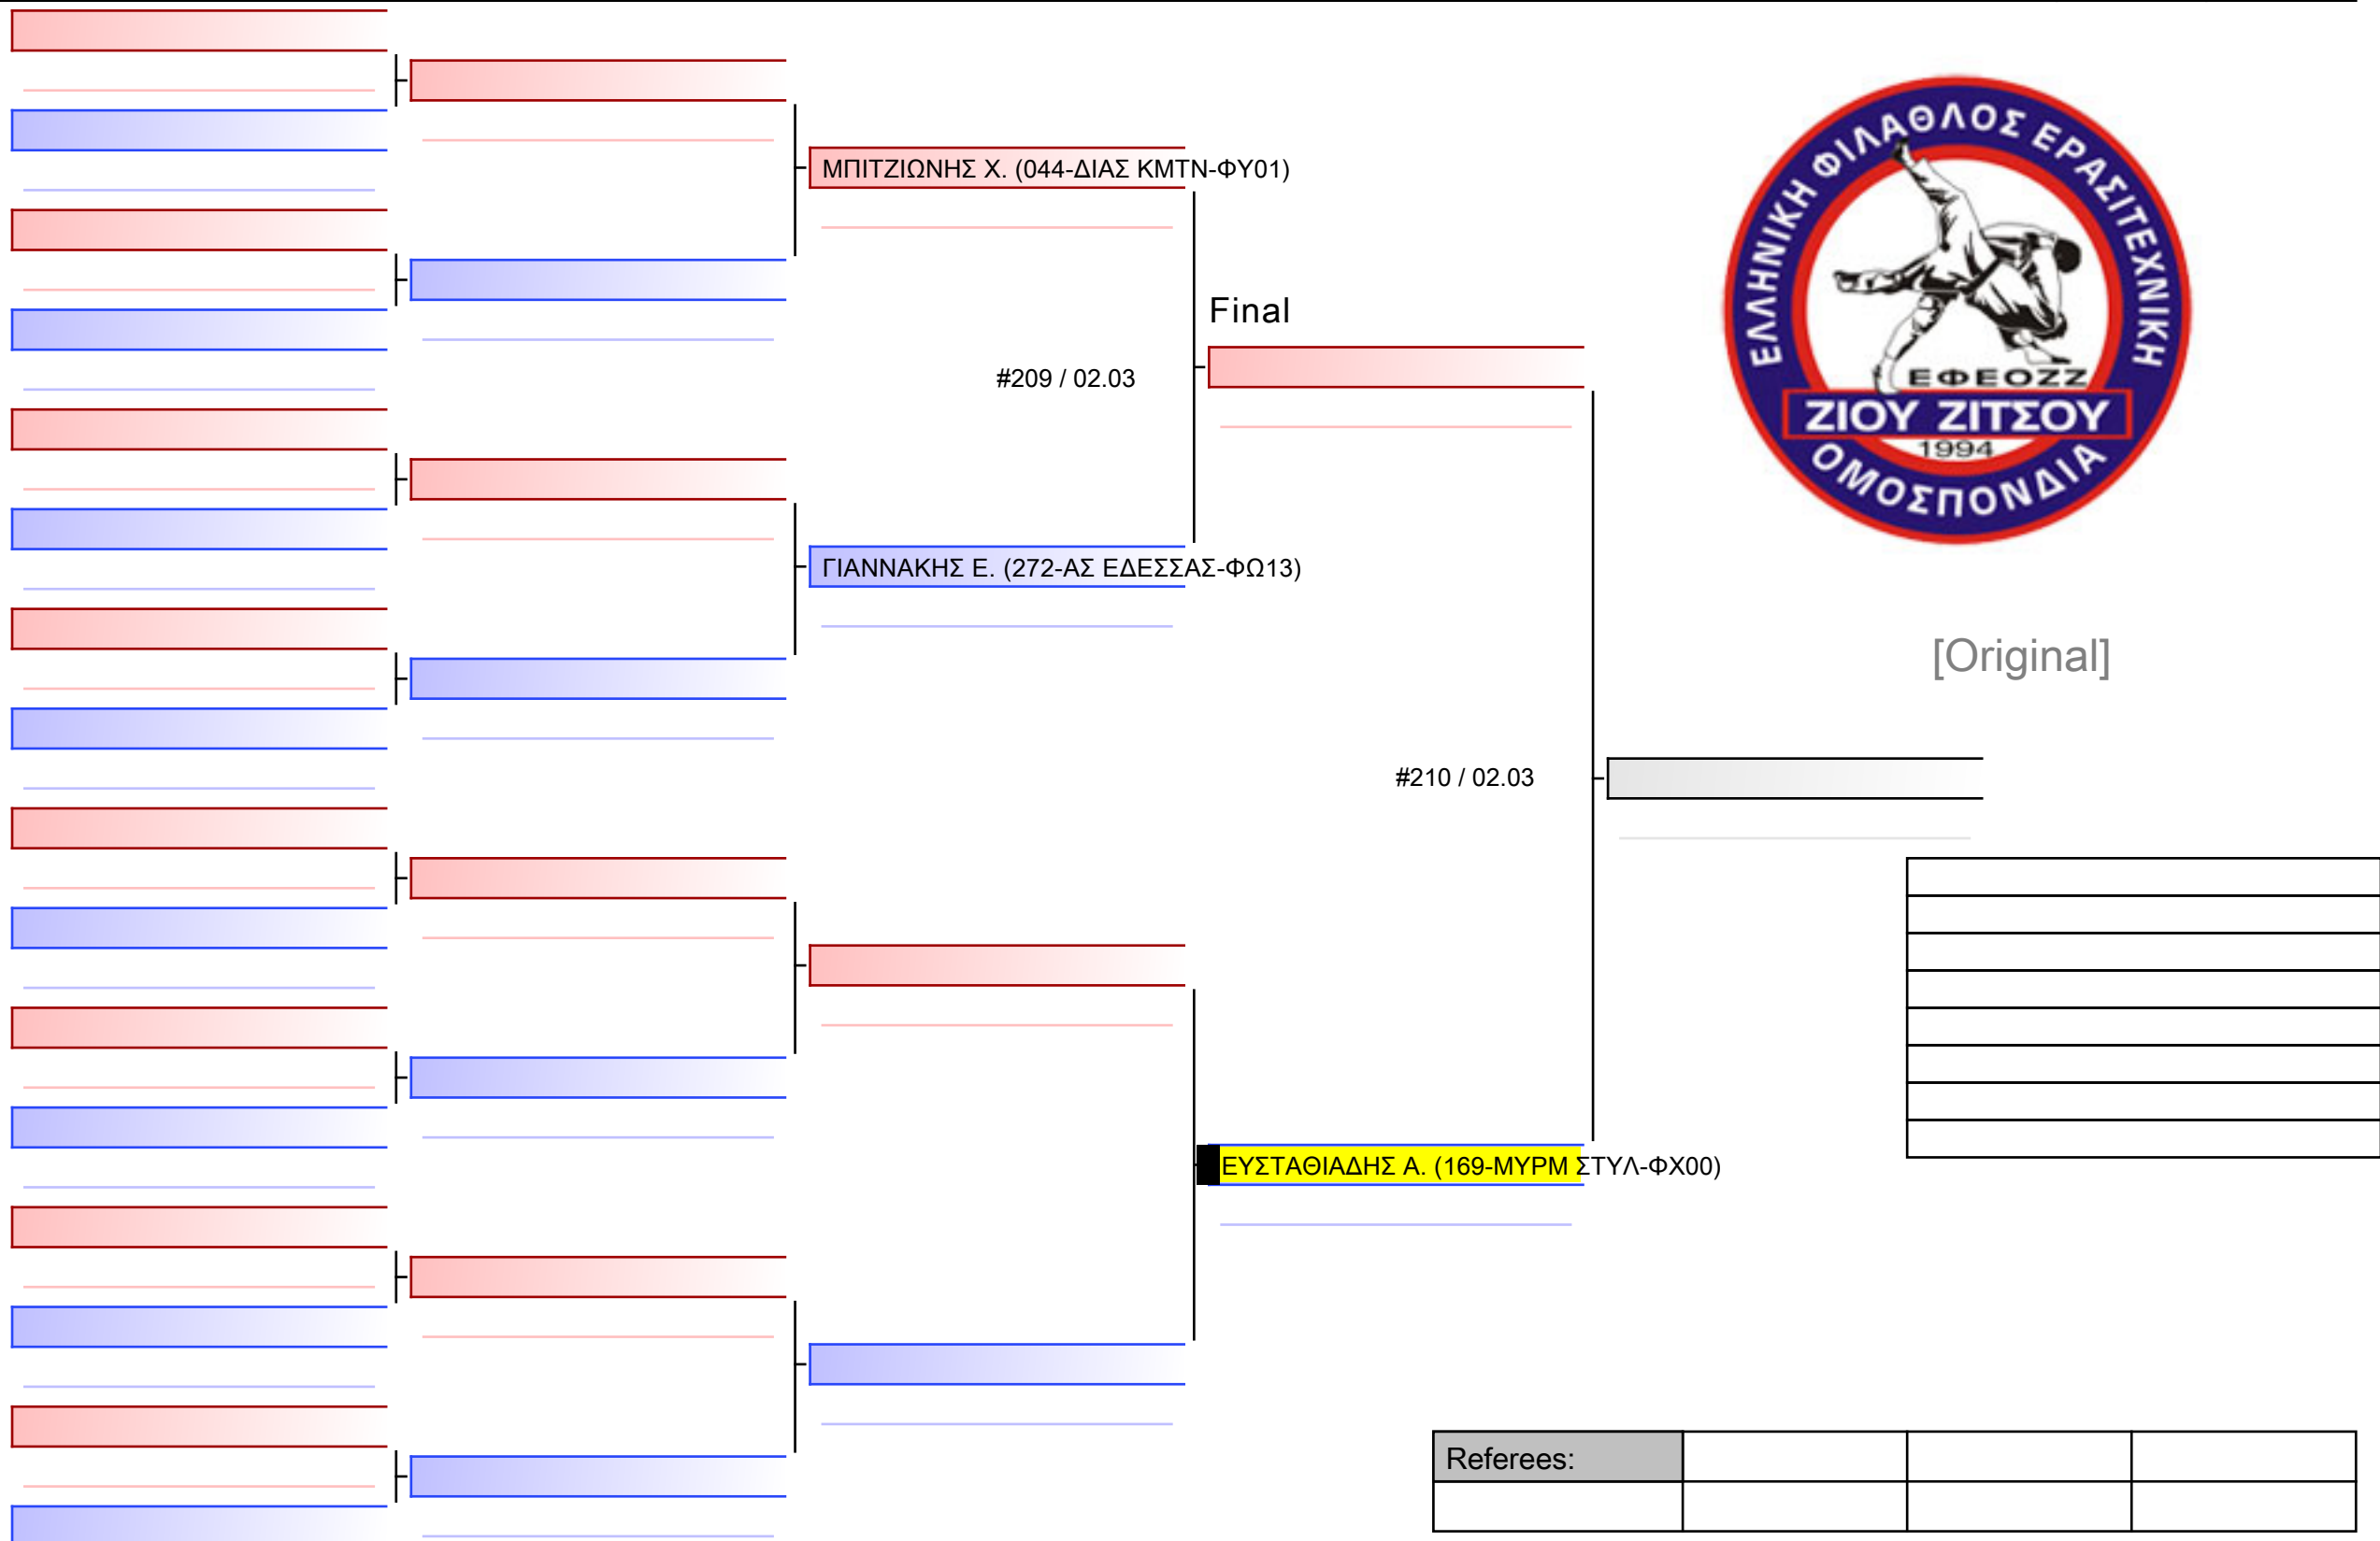 ΜΠΙΤΖΙΩΝΗΣ Χ. (044-ΔΙΑΣ ΚΜΤΝ-ΦΥ01)
ΕΛΛΗΝΙΚΗ ΦΙΛΑΘΛΟΣ ΕΡΑΣΙΤΕΧΝΙΚΗ
ΕΦΕΟΖΖ
ΖΙΟΥ ΖΙΤΣΟΥ
1994
ΟΜΟΣΠΟΝΔΙΑ
Final
#209 / 02.03
ΓΙΑΝΝΑΚΗΣ Ε. (272-ΑΣ ΕΔΕΣΣΑΣ-ΦΩ13)
[Original]
#210 / 02.03
ΕΥΣΤΑΘΙΑΔΗΣ Α. (169-ΜΥΡΜ ΣΤΥΛ-ΦΧ00)
Referees: